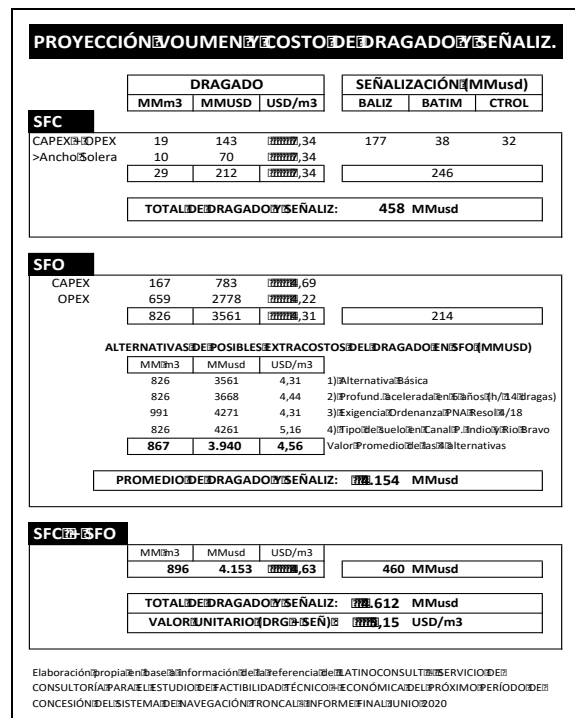 PROYECCIÓN VOUMEN Y COSTO DE DRAGADO Y SEÑALIZ.
DRAGADO SEÑALIZACIÓN (MMusd)
MMm3 MMUSD USD/m3 BALIZ BATIM CTROL
SFC
CAPEX + OPEX 19 143 7,34 177 38 32
>Ancho Solera 10 70 7,34
29 212 7,34 246
TOTAL DE DRAGADO Y SEÑALIZ: 458 MMusd
SFO
CAPEX 167 783 4,69
OPEX 659 2778 4,22
826 3561 4,31 214
ALTERNATIVAS DE POSIBLES EXTRACOSTOS DEL DRAGADO EN SFO (MMUSD)
MM m3 MMusd USD/m3
826 3561 4,31 1) Alternativa Básica
826 3668 4,44 2) Profund. acelerada en 6 años (h/ 14 dragas)
991 4271 4,31 3) Exigencia Ordenanza PNA Resol 4/18
826 4261 5,16 4) Tipo de suelo en Canal P. Indio y Rio Bravo
867 3.940 4,56 Valor Promedio de las 4 alternativas
PROMEDIO DE DRAGADO Y SEÑALIZ: 4.154 MMusd
SFC + SFO
MM m3 MMusd USD/m3
896 4.153 4,63 460 MMusd
TOTAL DE DRAGADO Y SEÑALIZ: 4.612 MMusd
VALOR UNITARIO (DRG + SEÑ): 5,15 USD/m3
Elaboración propia en base a información de la referencia de LATINOCONSULT SERVICIO DE
CONSULTORÍA PARA EL ESTUDIO DE FACTIBILIDAD TÉCNICO - ECONÓMICA DEL PRÓXIMO PERÍODO DE
CONCESIÓN DEL SISTEMA DE NAVEGACIÓN TRONCAL INFORME FINAL JUNIO 2020